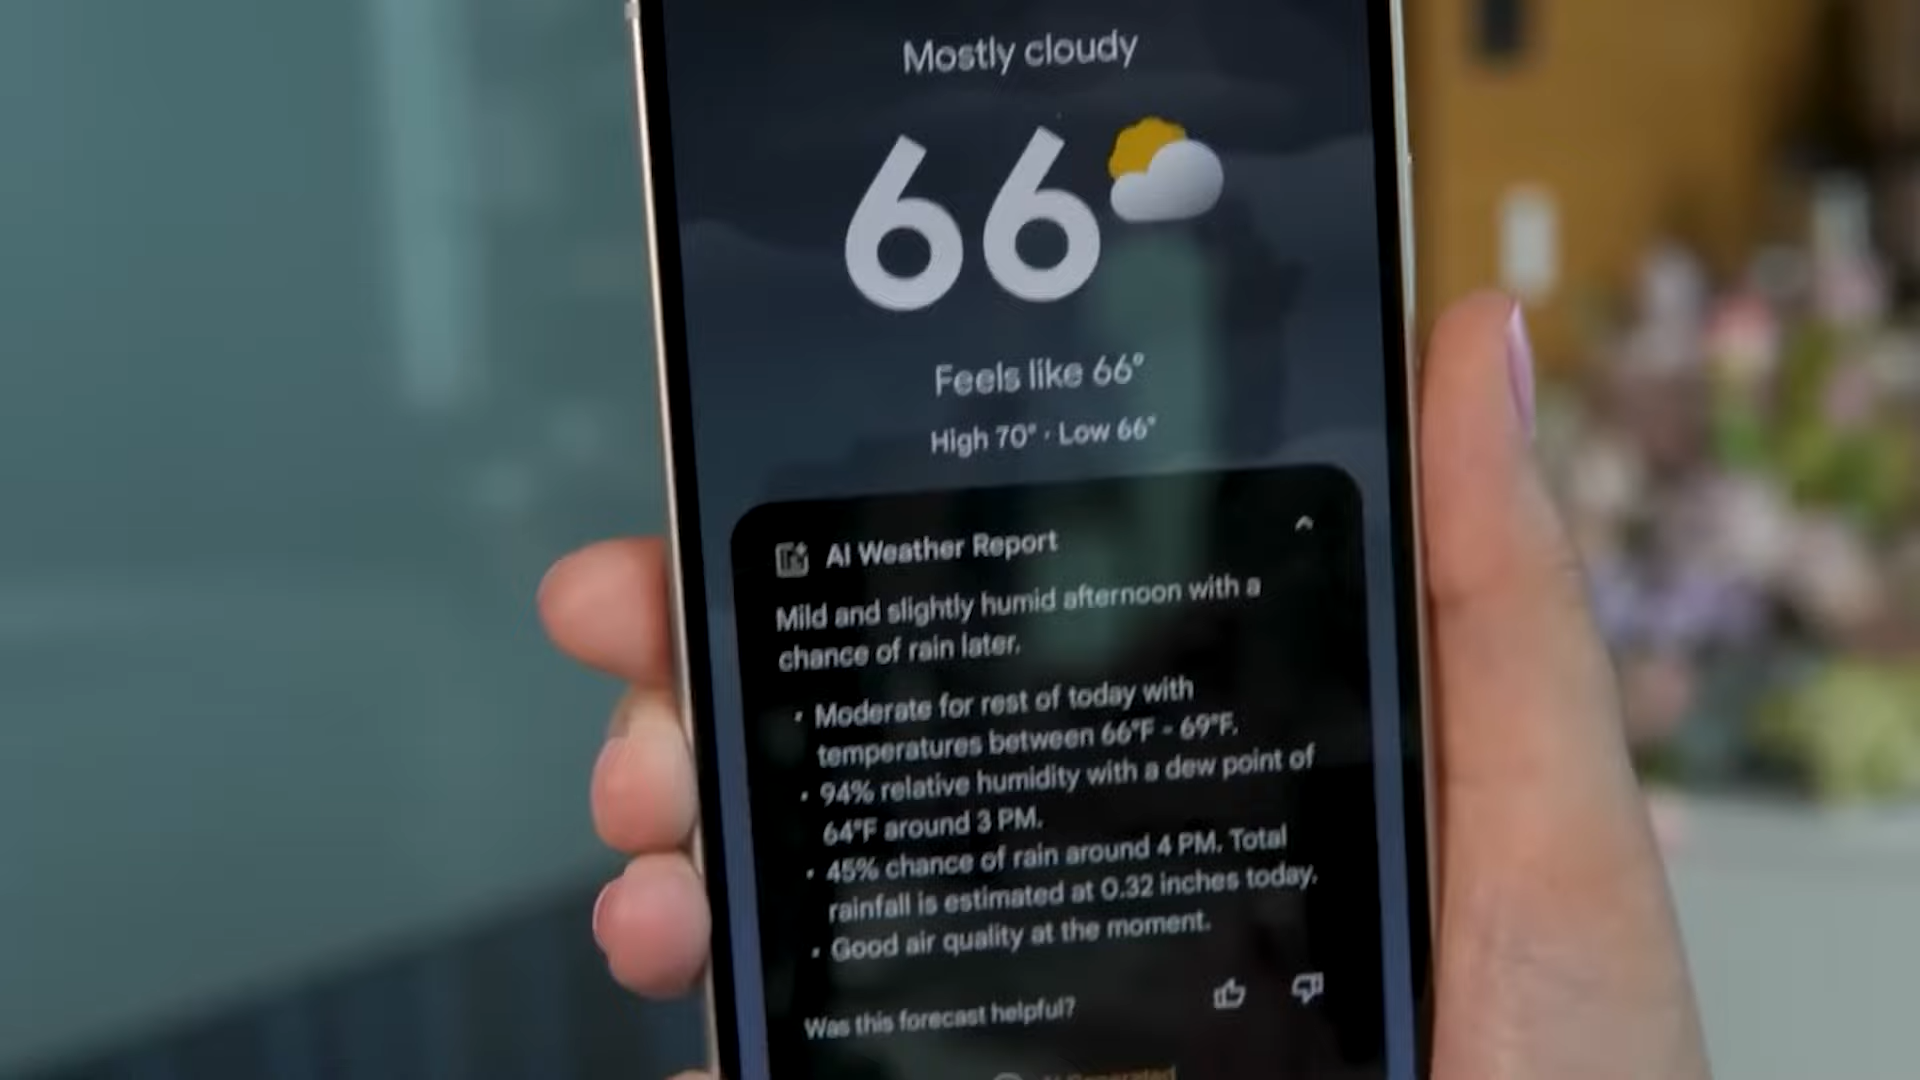 Mostly cloudy
66
Feels like 66°
High 70° · Low 66°
AI Weather Report
Mild and slightly humid afternoon with a
chance of rain later.
• Moderate for rest of today with
temperatures between 66°F - 69°F.
• 94% relative humidity with a dew point of
64°F around 3 PM.
• 45% chance of rain around 4 PM. Total
rainfall is estimated at 0.32 inches today.
• Good air quality at the moment.
Was this forecast helpful?